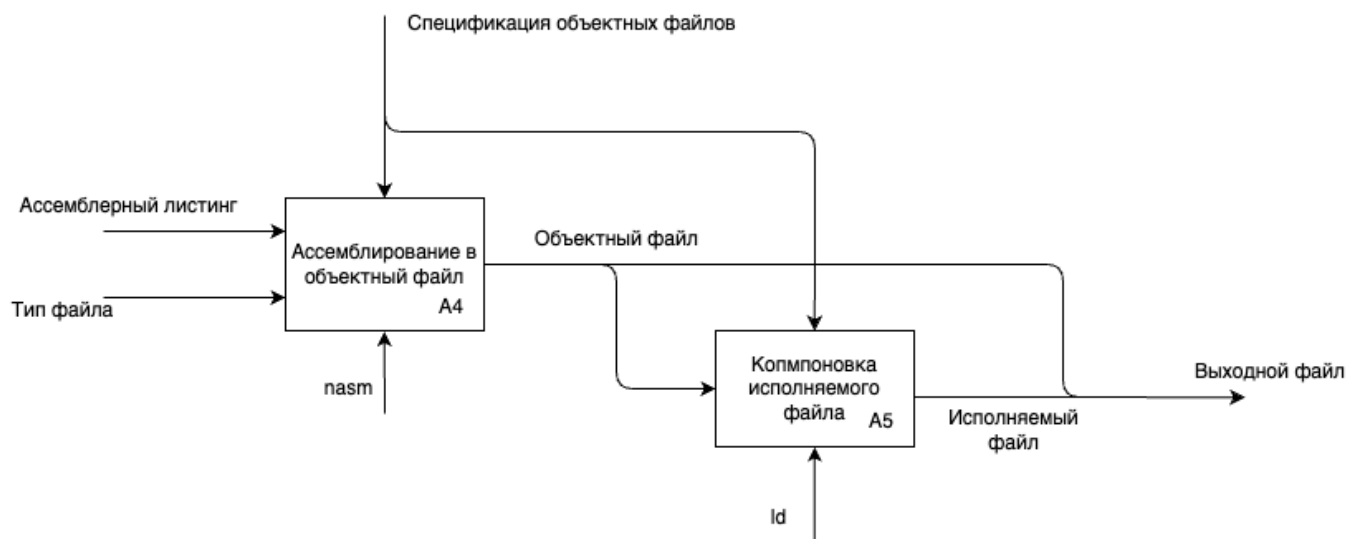 Спецификация объектных файлов
Ассемблерный листинг
Тип файла
Ассемблирование в
объектный файл
A4
nasm
Объектный файл
Копмпоновка
исполняемого
файла
A5
ld
Исполняемый
файл
Выходной файл